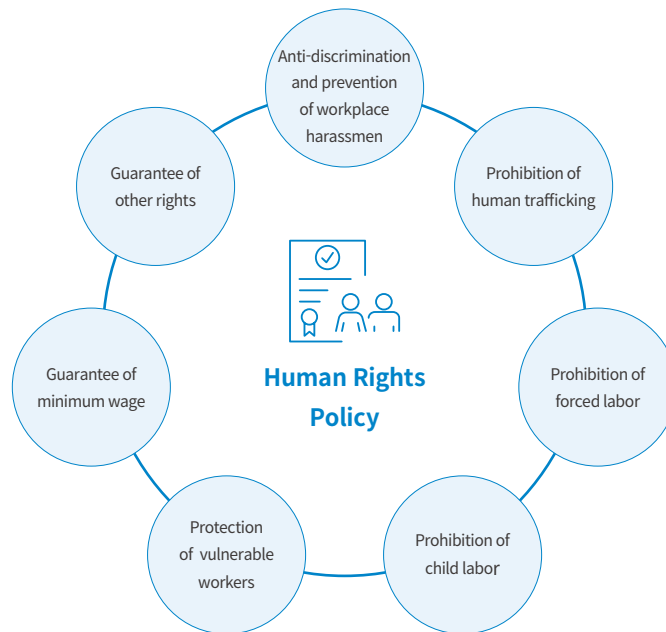 Anti-discrimination
and prevention
of workplace
harassmen
Prohibition of
human trafficking
Prohibition of
forced labor
Prohibition of
child labor
Protection
of vulnerable
workers
Guarantee of
minimum wage
Guarantee of
other rights
Human Rights
Policy